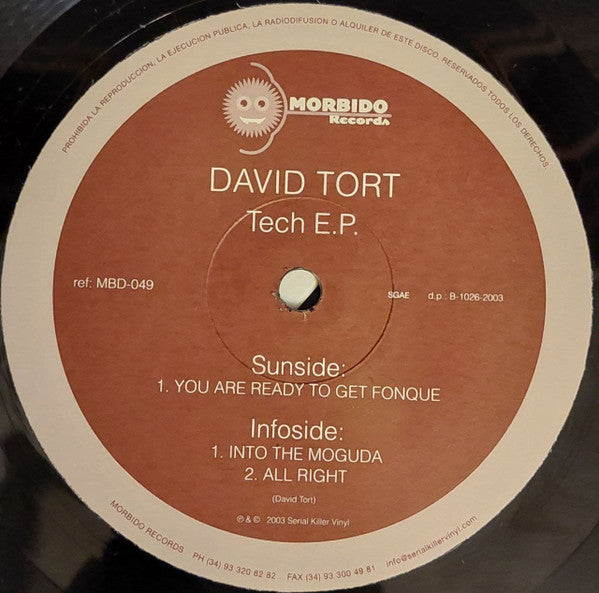 PROHIBIDA LA REPRODUCCION, LA EJECUCION PUBLICA, LA RADIODIFUSION O ALQUILER DE ESTE DISCO. RESERVADOS TODOS LOS DERECHOS.
MORBIDO
Records
DAVID TORT
Tech E.P.
ref: MBD-049
SGAE d.p.: B-1026-2003
Sunside:
1. YOU ARE READY TO GET FONQUE
Infoside:
1. INTO THE MOGUDA
2. ALL RIGHT
(David Tort)
℗ & © 2003 Serial Killer Vinyl
MORBIDO RECORDS PH (34) 93 320 82 82 FAX (34) 93 300 49 81 info@serialkillervinyl.com